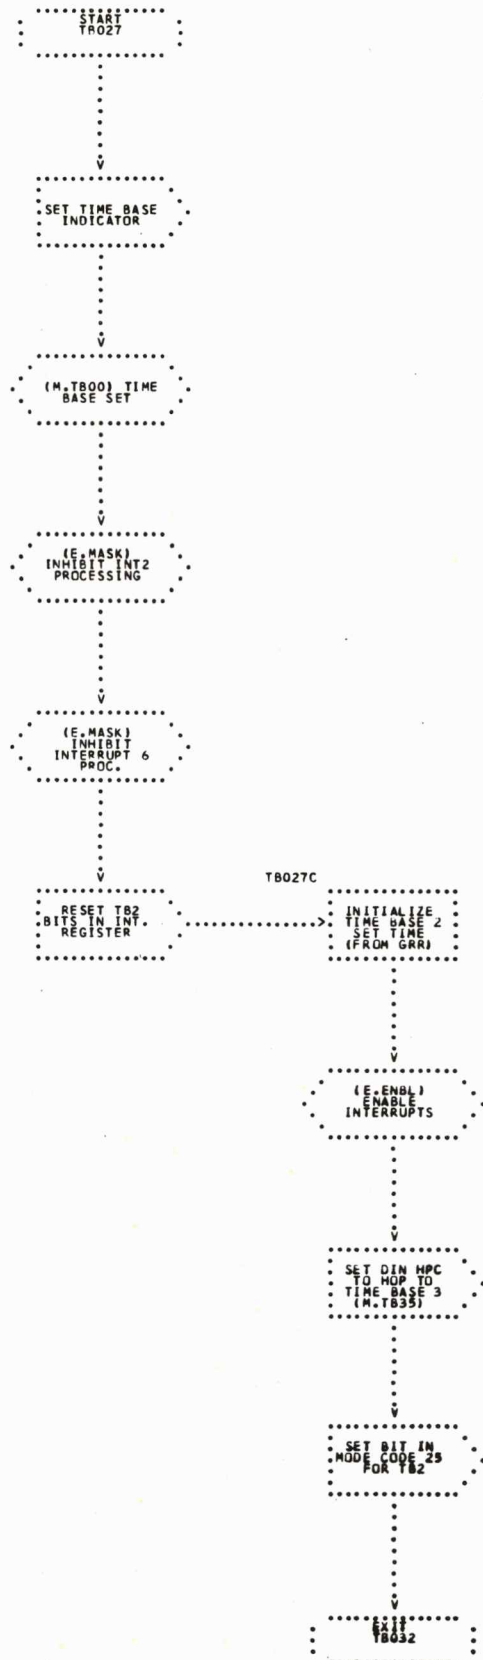 START
TB027
SET TIME BASE
INDICATOR
(M.TB00) TIME
BASE SET
(E.MASK)
INHIBIT INT2
PROCESSING
(E.MASK)
INHIBIT
INTERRUPT 6
PROC.
RESET TB2
BITS IN INT.
REGISTER
TB027C
INITIALIZE
TIME BASE 2
SET TIME
(FROM GRR)
(E.ENBL)
ENABLE
INTERRUPTS
SET DIN HPC
TO HOP TO
TIME BASE 3
(M.TB35)
SET BIT IN
MODE CODE 25
FOR TB2
EXIT
TB032